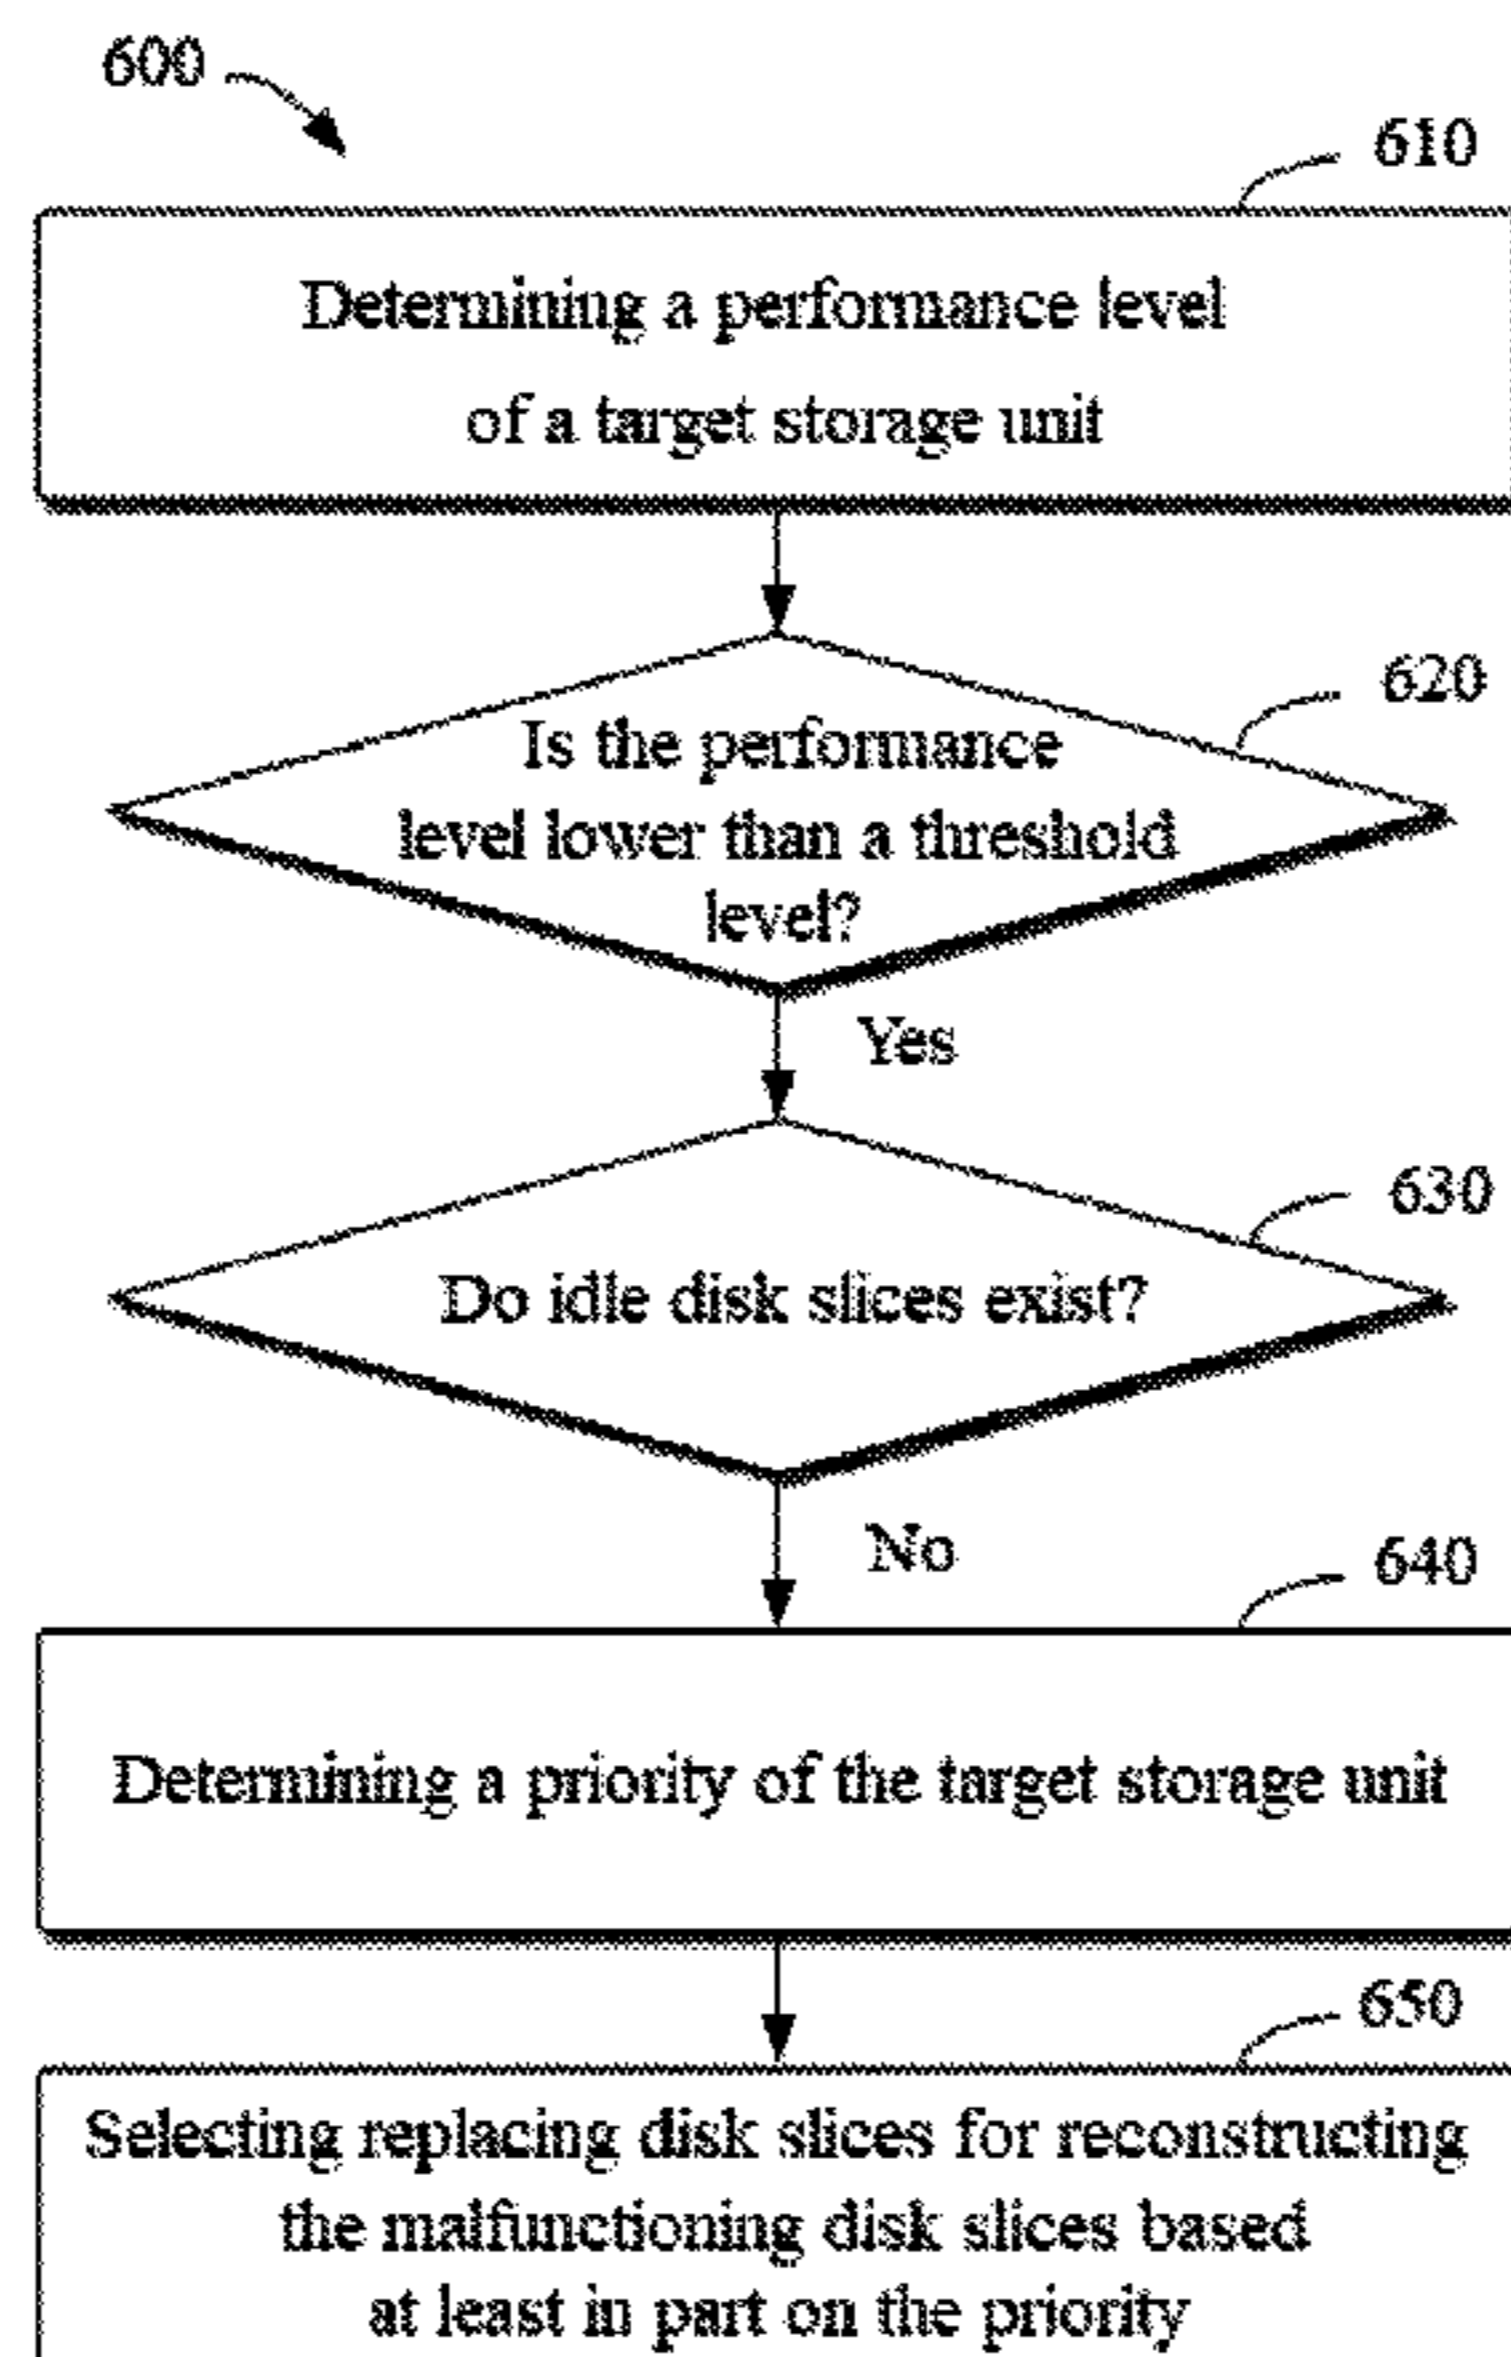 600
610
Determining a performance level
of a target storage unit
620
Is the performance
level lower than a threshold
level?
Yes
630
Do idle disk slices exist?
No
640
Determining a priority of the target storage unit
650
Selecting replacing disk slices for reconstructing
the malfunctioning disk slices based
at least in part on the priority